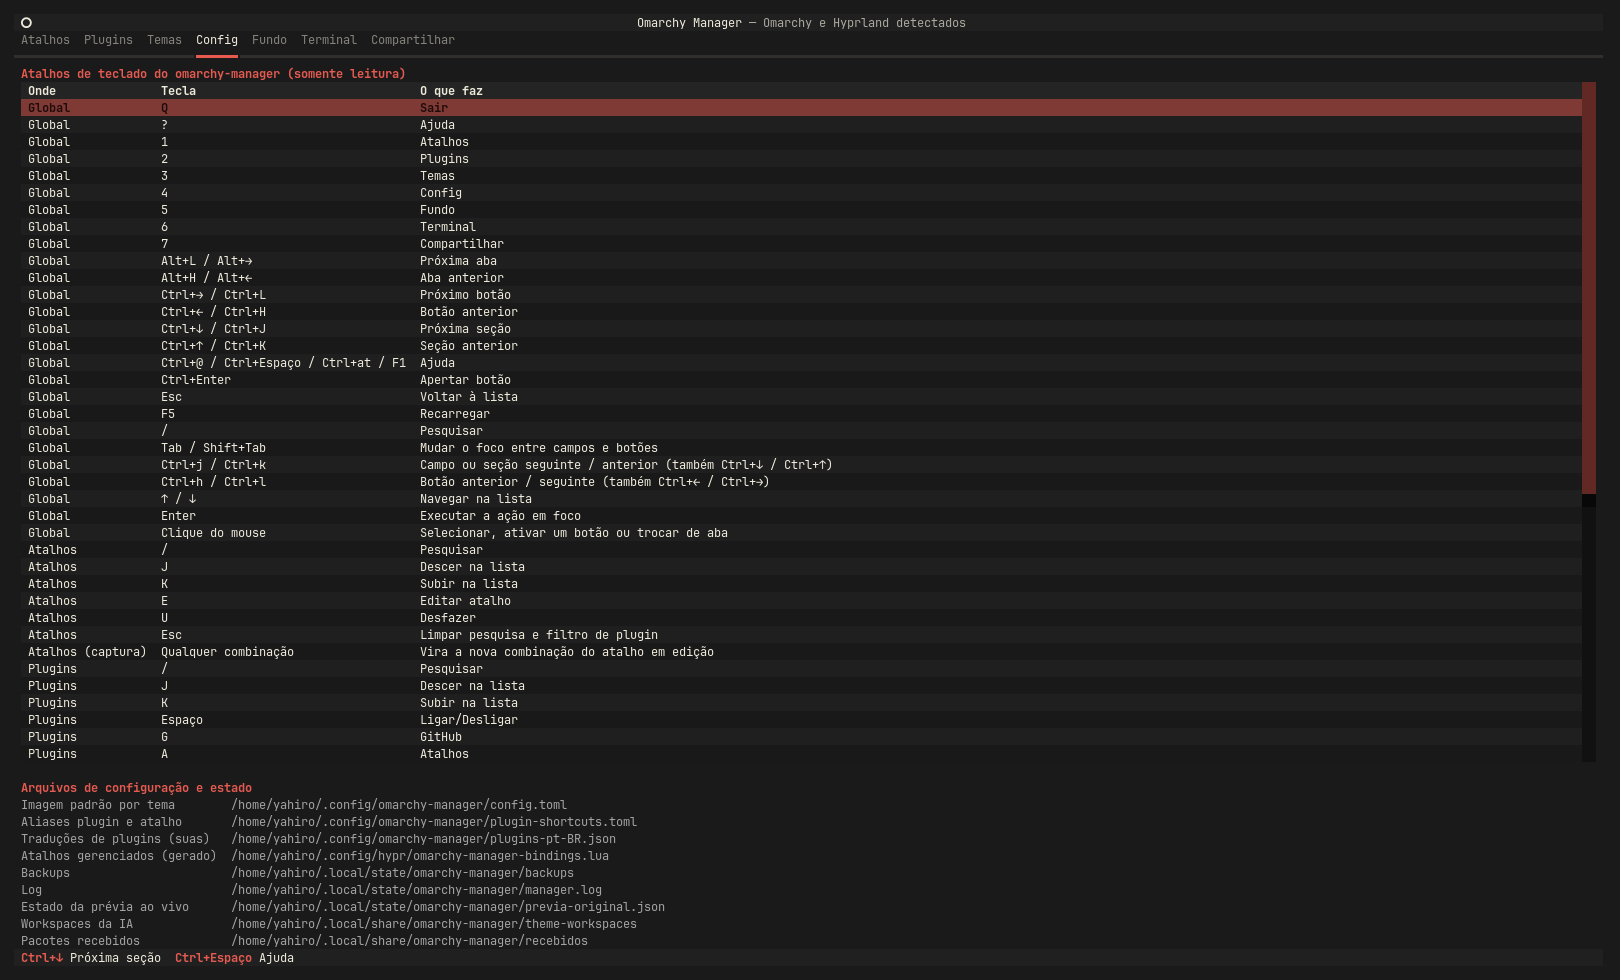 Omarchy Manager — Omarchy e Hyprland detectados
Atalhos  Plugins  Temas  Config  Fundo  Terminal  Compartilhar
Atalhos de teclado do omarchy-manager (somente leitura)
Onde  Tecla  O que faz
Global  Q  Sair
Global  ?  Ajuda
Global  1  Atalhos
Global  2  Plugins
Global  3  Temas
Global  4  Config
Global  5  Fundo
Global  6  Terminal
Global  7  Compartilhar
Global  Alt+L / Alt+→  Próxima aba
Global  Alt+H / Alt+←  Aba anterior
Global  Ctrl+→ / Ctrl+L  Próximo botão
Global  Ctrl+← / Ctrl+H  Botão anterior
Global  Ctrl+↓ / Ctrl+J  Próxima seção
Global  Ctrl+↑ / Ctrl+K  Seção anterior
Global  Ctrl+@ / Ctrl+Espaço / Ctrl+at / F1  Ajuda
Global  Ctrl+Enter  Apertar botão
Global  Esc  Voltar à lista
Global  F5  Recarregar
Global  /  Pesquisar
Global  Tab / Shift+Tab  Mudar o foco entre campos e botões
Global  Ctrl+j / Ctrl+k  Campo ou seção seguinte / anterior (também Ctrl+↓ / Ctrl+↑)
Global  Ctrl+h / Ctrl+l  Botão anterior / seguinte (também Ctrl+← / Ctrl+→)
Global  ↑ / ↓  Navegar na lista
Global  Enter  Executar a ação em foco
Global  Clique do mouse  Selecionar, ativar um botão ou trocar de aba
Atalhos  /  Pesquisar
Atalhos  J  Descer na lista
Atalhos  K  Subir na lista
Atalhos  E  Editar atalho
Atalhos  U  Desfazer
Atalhos  Esc  Limpar pesquisa e filtro de plugin
Atalhos (captura)  Qualquer combinação  Vira a nova combinação do atalho em edição
Plugins  /  Pesquisar
Plugins  J  Descer na lista
Plugins  K  Subir na lista
Plugins  Espaço  Ligar/Desligar
Plugins  G  GitHub
Plugins  A  Atalhos
Arquivos de configuração e estado
Imagem padrão por tema  /home/yahiro/.config/omarchy-manager/config.toml
Aliases plugin e atalho  /home/yahiro/.config/omarchy-manager/plugin-shortcuts.toml
Traduções de plugins (suas)  /home/yahiro/.config/omarchy-manager/plugins-pt-BR.json
Atalhos gerenciados (gerado)  /home/yahiro/.config/hypr/omarchy-manager-bindings.lua
Backups  /home/yahiro/.local/state/omarchy-manager/backups
Log  /home/yahiro/.local/state/omarchy-manager/manager.log
Estado da prévia ao vivo  /home/yahiro/.local/state/omarchy-manager/previa-original.json
Workspaces da IA  /home/yahiro/.local/share/omarchy-manager/theme-workspaces
Pacotes recebidos  /home/yahiro/.local/share/omarchy-manager/recebidos
Ctrl+↓ Próxima seção  Ctrl+Espaço Ajuda